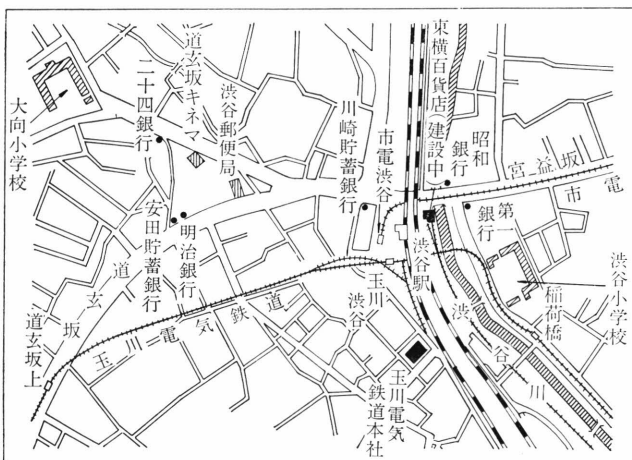 東横百貨店(建設中)
昭和銀行
宮益坂
市電
第一銀行
渋谷小学校
稲荷橋
市電渋谷
渋谷駅
川崎貯蓄銀行
渋谷郵便局
道玄坂キネマ
二十四銀行
大向小学校
明治銀行
安田貯蓄銀行
道玄坂
道玄坂上
玉川電気鉄道
玉川渋谷
玉川電気
鉄道本社
渋谷川